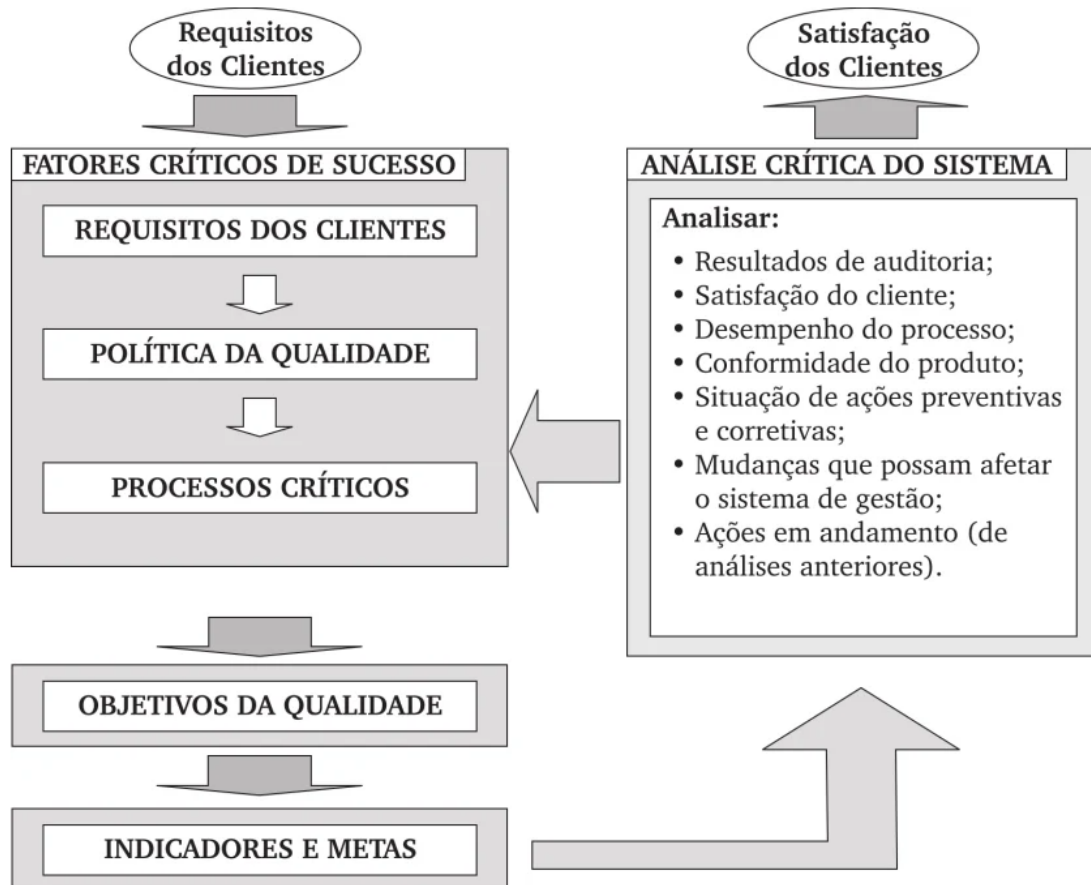 Requisitos
dos Clientes
FATORES CRÍTICOS DE SUCESSO
REQUISITOS DOS CLIENTES
POLÍTICA DA QUALIDADE
PROCESSOS CRÍTICOS
OBJETIVOS DA QUALIDADE
INDICADORES E METAS
Satisfação
dos Clientes
ANÁLISE CRÍTICA DO SISTEMA
Analisar:
• Resultados de auditoria;
• Satisfação do cliente;
• Desempenho do processo;
• Conformidade do produto;
• Situação de ações preventivas
e corretivas;
• Mudanças que possam afetar
o sistema de gestão;
• Ações em andamento (de
análises anteriores).